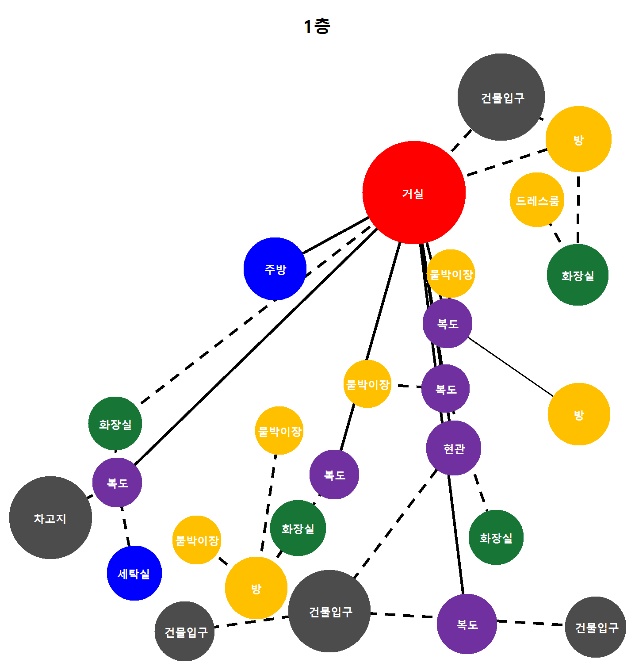 1층
건물입구
방
거실
드레스룸
주방
붙박이장
화장실
복도
붙박이장
복도
방
화장실
붙박이장
현관
복도
복도
차고지
화장실
붙박이장
화장실
세탁실
방
건물입구
건물입구
복도
건물입구